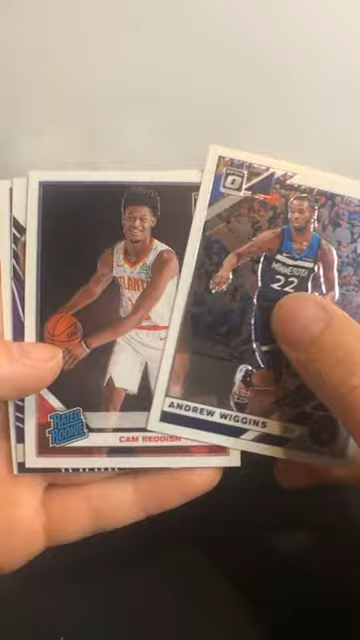 ATLANTA
RATED
ROOKIE
CAM REDDISH
MINNESOTA
22
ANDREW WIGGINS